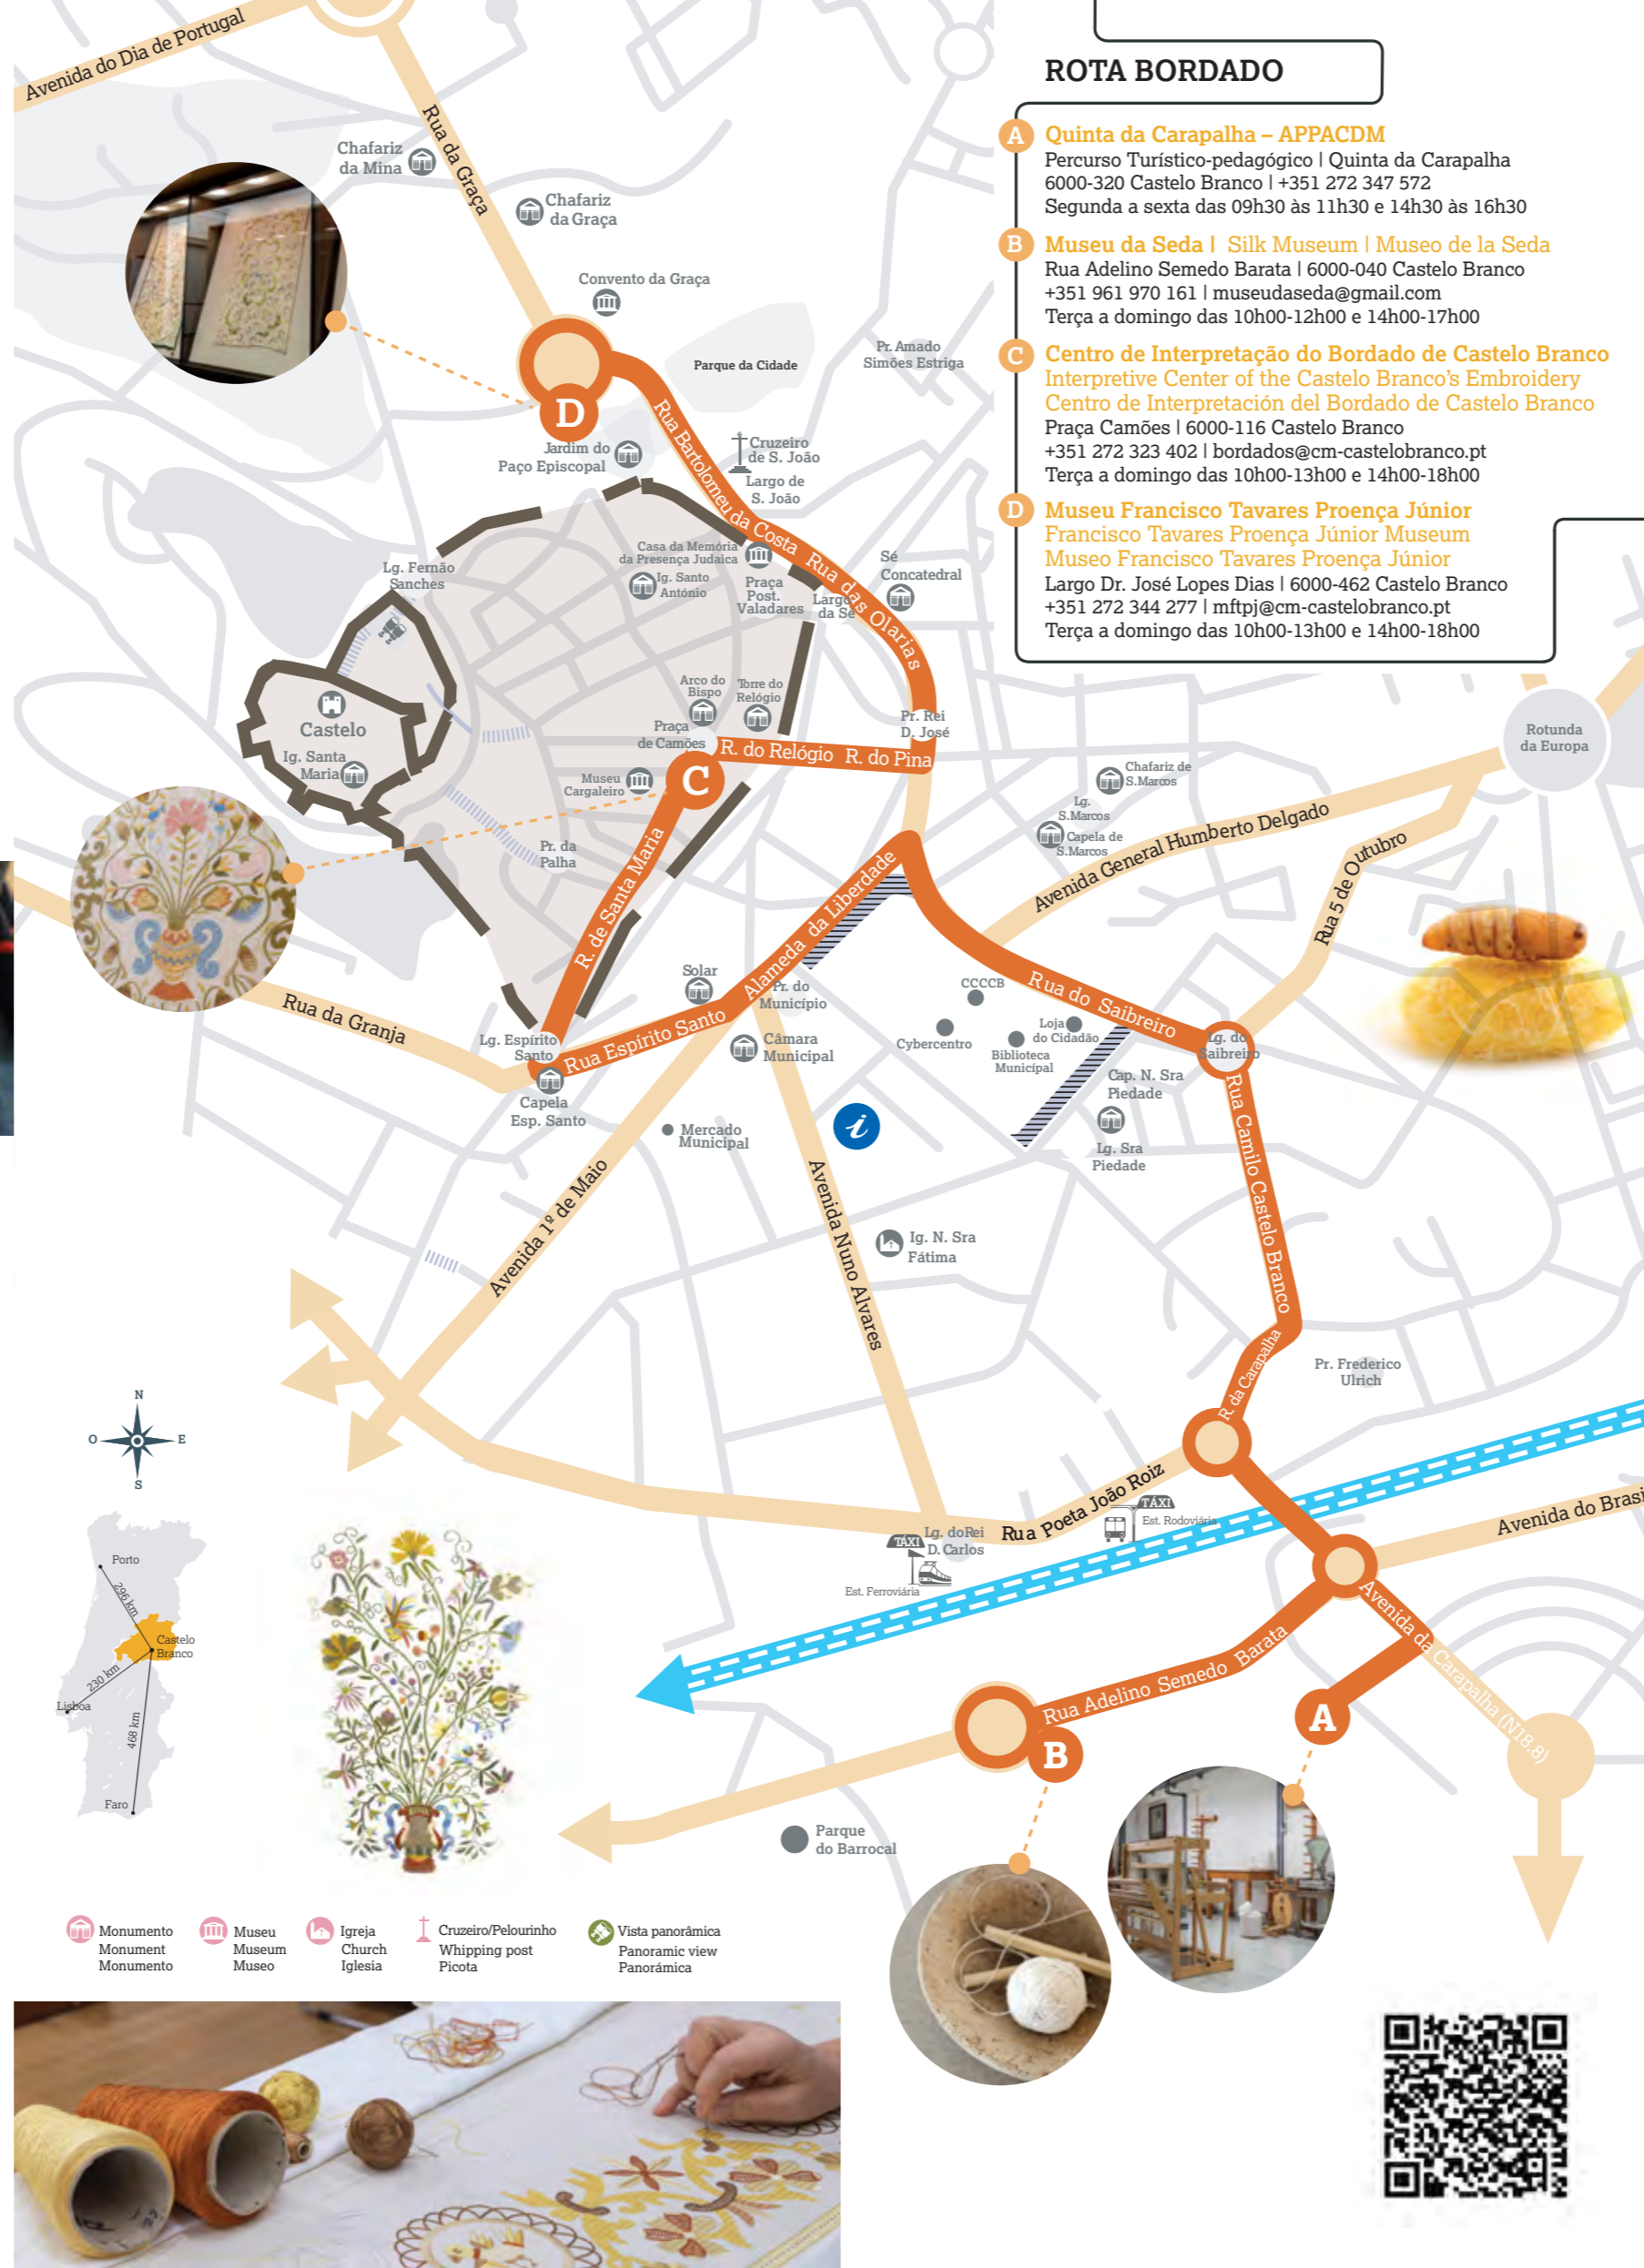 ROTA BORDADO
A Quinta da Carapalha – APPACDM
Percurso Turístico-pedagógico | Quinta da Carapalha
6000-320 Castelo Branco | +351 272 347 572
Segunda a sexta das 09h30 às 11h30 e 14h30 às 16h30
B Museu da Seda | Silk Museum | Museo de la Seda
Rua Adelino Semedo Barata | 6000-040 Castelo Branco
+351 961 970 161 | museudaseda@gmail.com
Terça a domingo das 10h00-12h00 e 14h00-17h00
C Centro de Interpretação do Bordado de Castelo Branco
Interpretive Center of the Castelo Branco's Embroidery
Centro de Interpretación del Bordado de Castelo Branco
Praça Camões | 6000-116 Castelo Branco
+351 272 323 402 | bordados@cm-castelobranco.pt
Terça a domingo das 10h00-13h00 e 14h00-18h00
D Museu Francisco Tavares Proença Júnior
Francisco Tavares Proença Júnior Museum
Museo Francisco Tavares Proença Júnior
Largo Dr. José Lopes Dias | 6000-462 Castelo Branco
+351 272 344 277 | mftpj@cm-castelobranco.pt
Terça a domingo das 10h00-13h00 e 14h00-18h00
Avenida do Dia de Portugal
Rua da Graça
Chafariz
da Mina
Chafariz
da Graça
Convento da Graça
Parque da Cidade
Pr. Amado
Simões Estriga
D
Jardim do
Paço Episcopal
Rua Bartolomeu da Costa
Cruzeiro
de S. João
Largo de
S. João
Rua das Olarias
Casa da Memória
da Presença Judaica
Ig. Santo
António
Praça
Post.
Valadares
Largo
da Sé
Sé
Concatedral
Lg. Fernão
Sanches
Castelo
Ig. Santa
Maria
Arco do
Bispo
Torre do
Relógio
Praça
de Camões
Pr. Rei
D. José
R. do Relógio
R. do Pina
C
Museu
Cargaleiro
Pr. da
Palha
R. de Santa Maria
Rotunda
da Europa
Chafariz de
S.Marcos
Lg.
S.Marcos
Capela de
S.Marcos
Avenida General Humberto Delgado
Rua 5 de Outubro
Alameda da Liberdade
Solar
Pr. do
Município
Rua da Granja
Lg. Espírito
Santo
Rua Espírito Santo
Câmara
Municipal
Capela
Esp. Santo
Mercado
Municipal
CCCCB
Cybercentro
Loja
do Cidadão
Biblioteca
Municípal
Rua do Saibreiro
Lg. do
Saibreiro
Cap. N. Sra
Piedade
Lg. Sra
Piedade
i
Avenida 1º de Maio
Avenida Nuno Alvares
Ig. N. Sra
Fátima
Rua Camilo Castelo Branco
R. da Carapalha
Pr. Frederico
Ulrich
N
O
E
S
Rua Poeta João Roiz
TÁXI
Est. Rodoviária
Lg. doRei
D. Carlos
TÁXI
Est. Ferroviária
Avenida do Brasi
Avenida da Carapalha (N18.8)
Rua Adelino Semedo Barata
A
B
Parque
do Barrocal
Porto
296 km
Castelo
Branco
230 km
Lisboa
468 km
Faro
Monumento
Monument
Monumento
Museu
Museum
Museo
Igreja
Church
Iglesia
Cruzeiro/Pelourinho
Whipping post
Picota
Vista panorâmica
Panoramic view
Panorámica